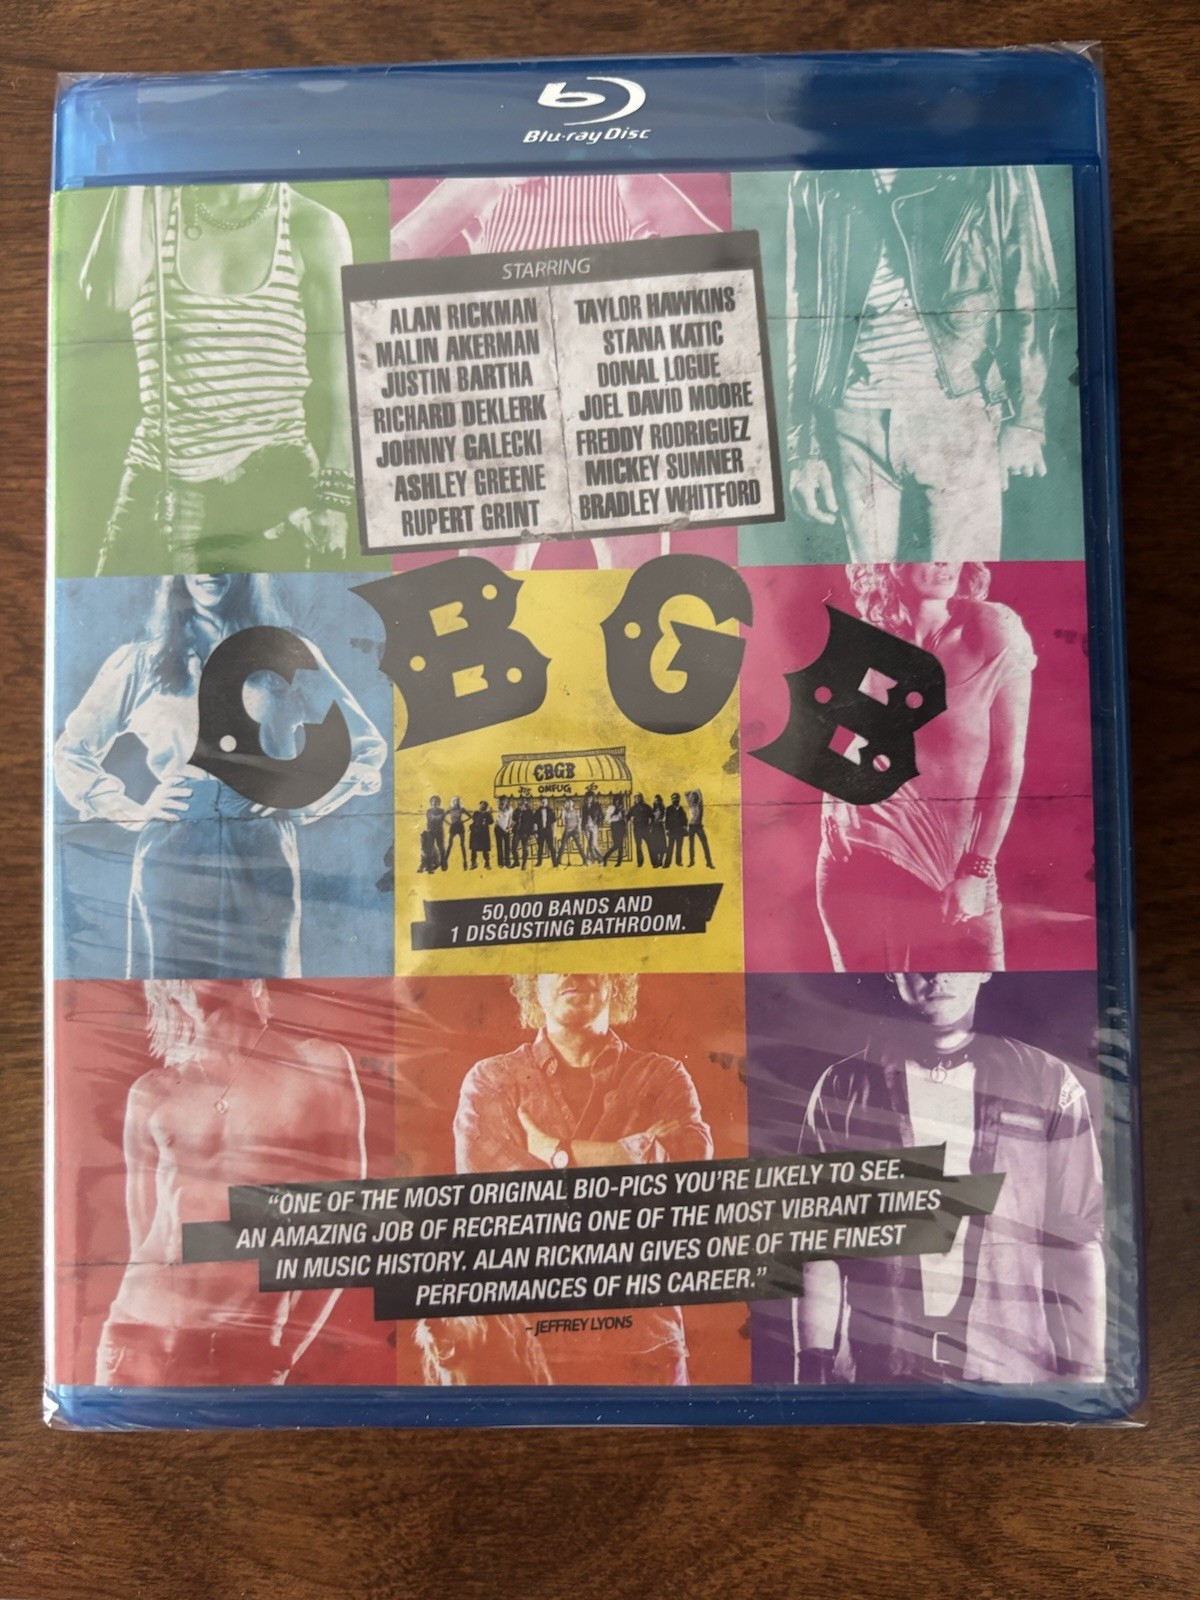 Blu-ray Disc
STARRING
ALAN RICKMAN
MALIN AKERMAN
JUSTIN BARTHA
RICHARD DEKLERK
JOHNNY GALECKI
ASHLEY GREENE
RUPERT GRINT
TAYLOR HAWKINS
STANA KATIC
DONAL LOGUE
JOEL DAVID MOORE
FREDDY RODRIGUEZ
MICKEY SUMNER
BRADLEY WHITFORD
CBGB
CBGB
OMFUG
50,000 BANDS AND
1 DISGUSTING BATHROOM.
“ONE OF THE MOST ORIGINAL BIO-PICS YOU'RE LIKELY TO SEE.
AN AMAZING JOB OF RECREATING ONE OF THE MOST VIBRANT TIMES
IN MUSIC HISTORY. ALAN RICKMAN GIVES ONE OF THE FINEST
PERFORMANCES OF HIS CAREER.”
–JEFFREY LYONS